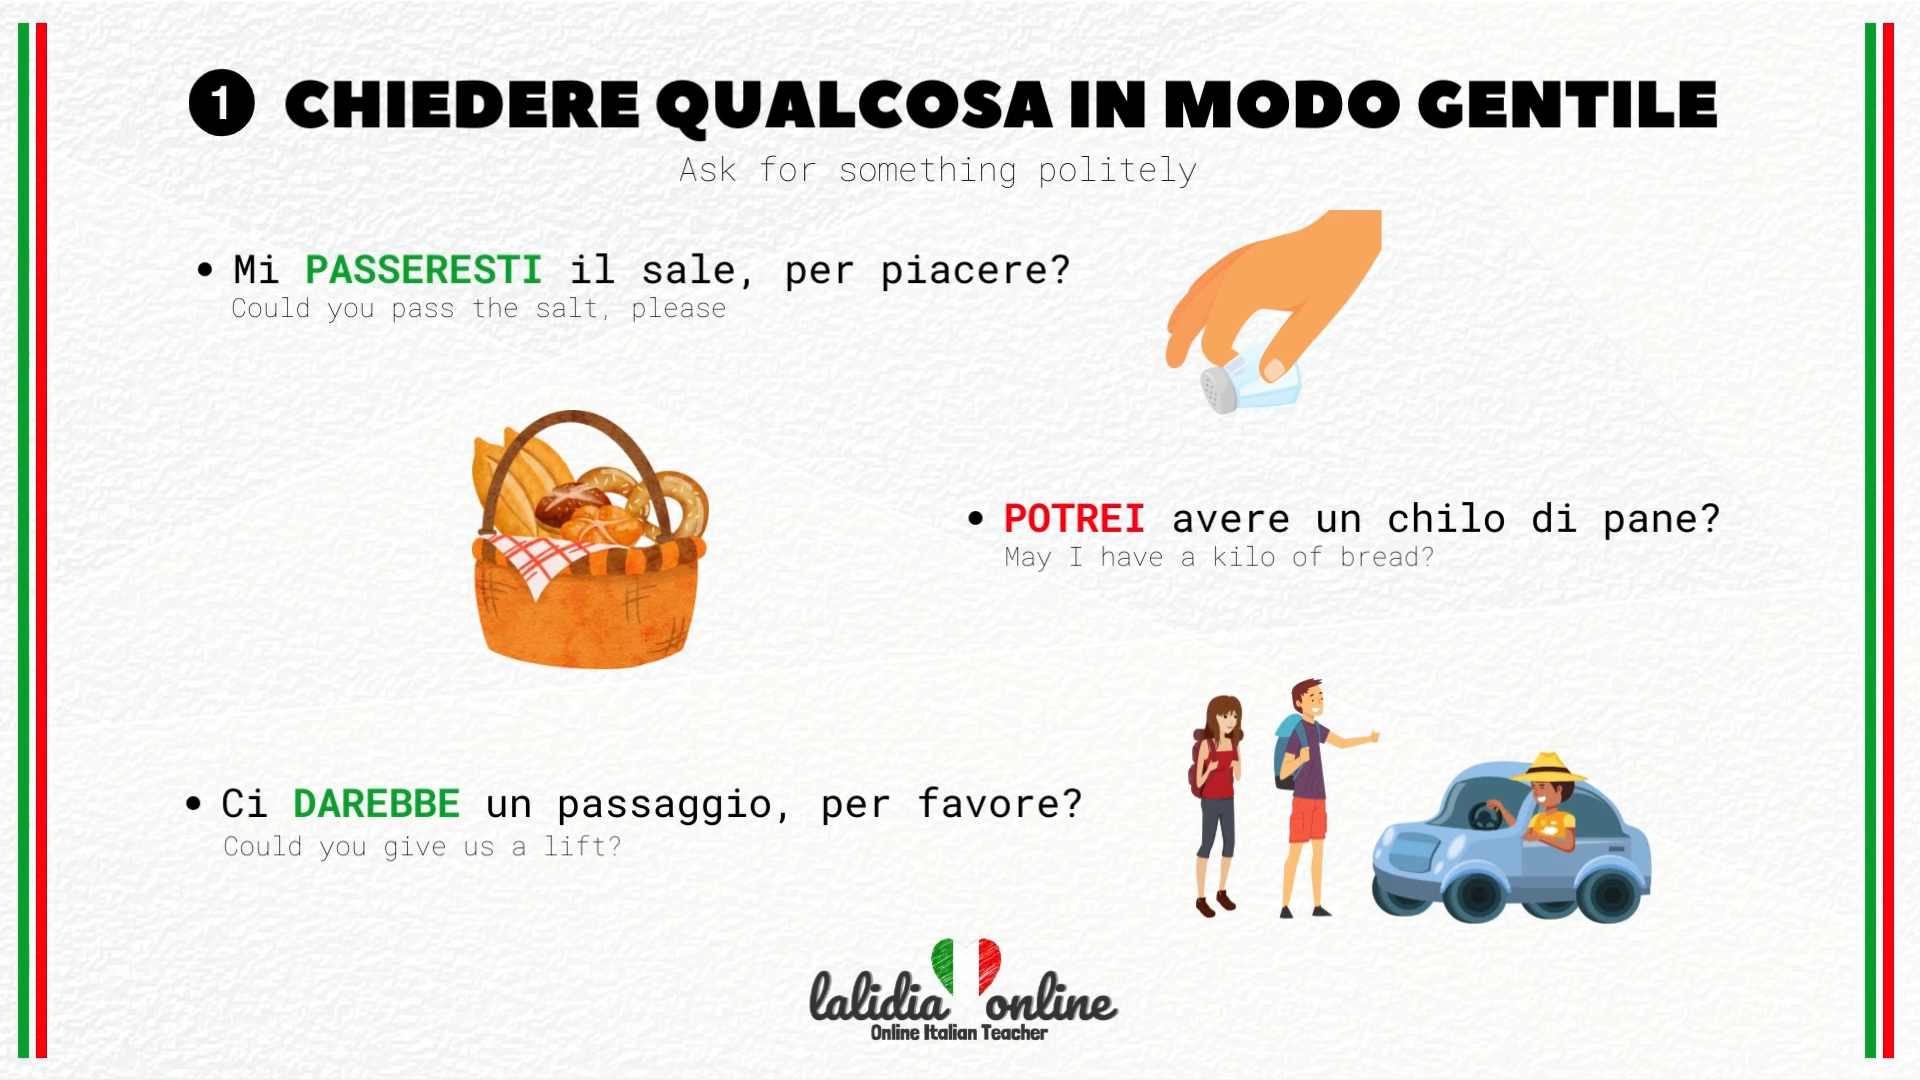 1 CHIEDERE QUALCOSA IN MODO GENTILE
Ask for something politely
• Mi PASSERESTI il sale, per piacere?
Could you pass the salt, please
• POTREI avere un chilo di pane?
May I have a kilo of bread?
• Ci DAREBBE un passaggio, per favore?
Could you give us a lift?
lalidia online
Online Italian Teacher